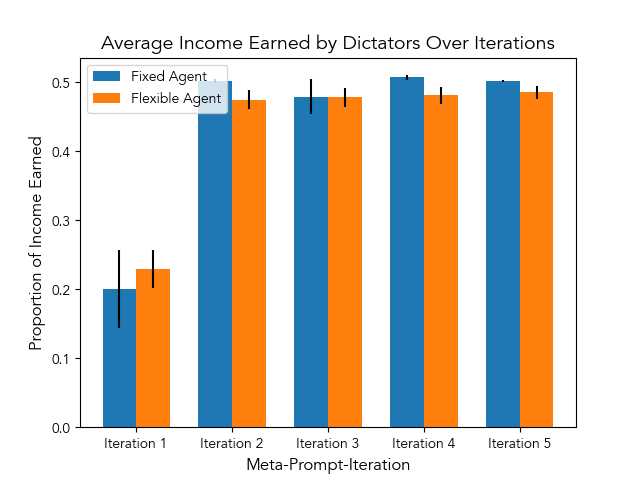 Average Income Earned by Dictators Over Iterations
Fixed Agent
Flexible Agent
Proportion of Income Earned
0.5
0.4
0.3
0.2
0.1
0.0
Iteration 1
Iteration 2
Iteration 3
Iteration 4
Iteration 5
Meta-Prompt-Iteration